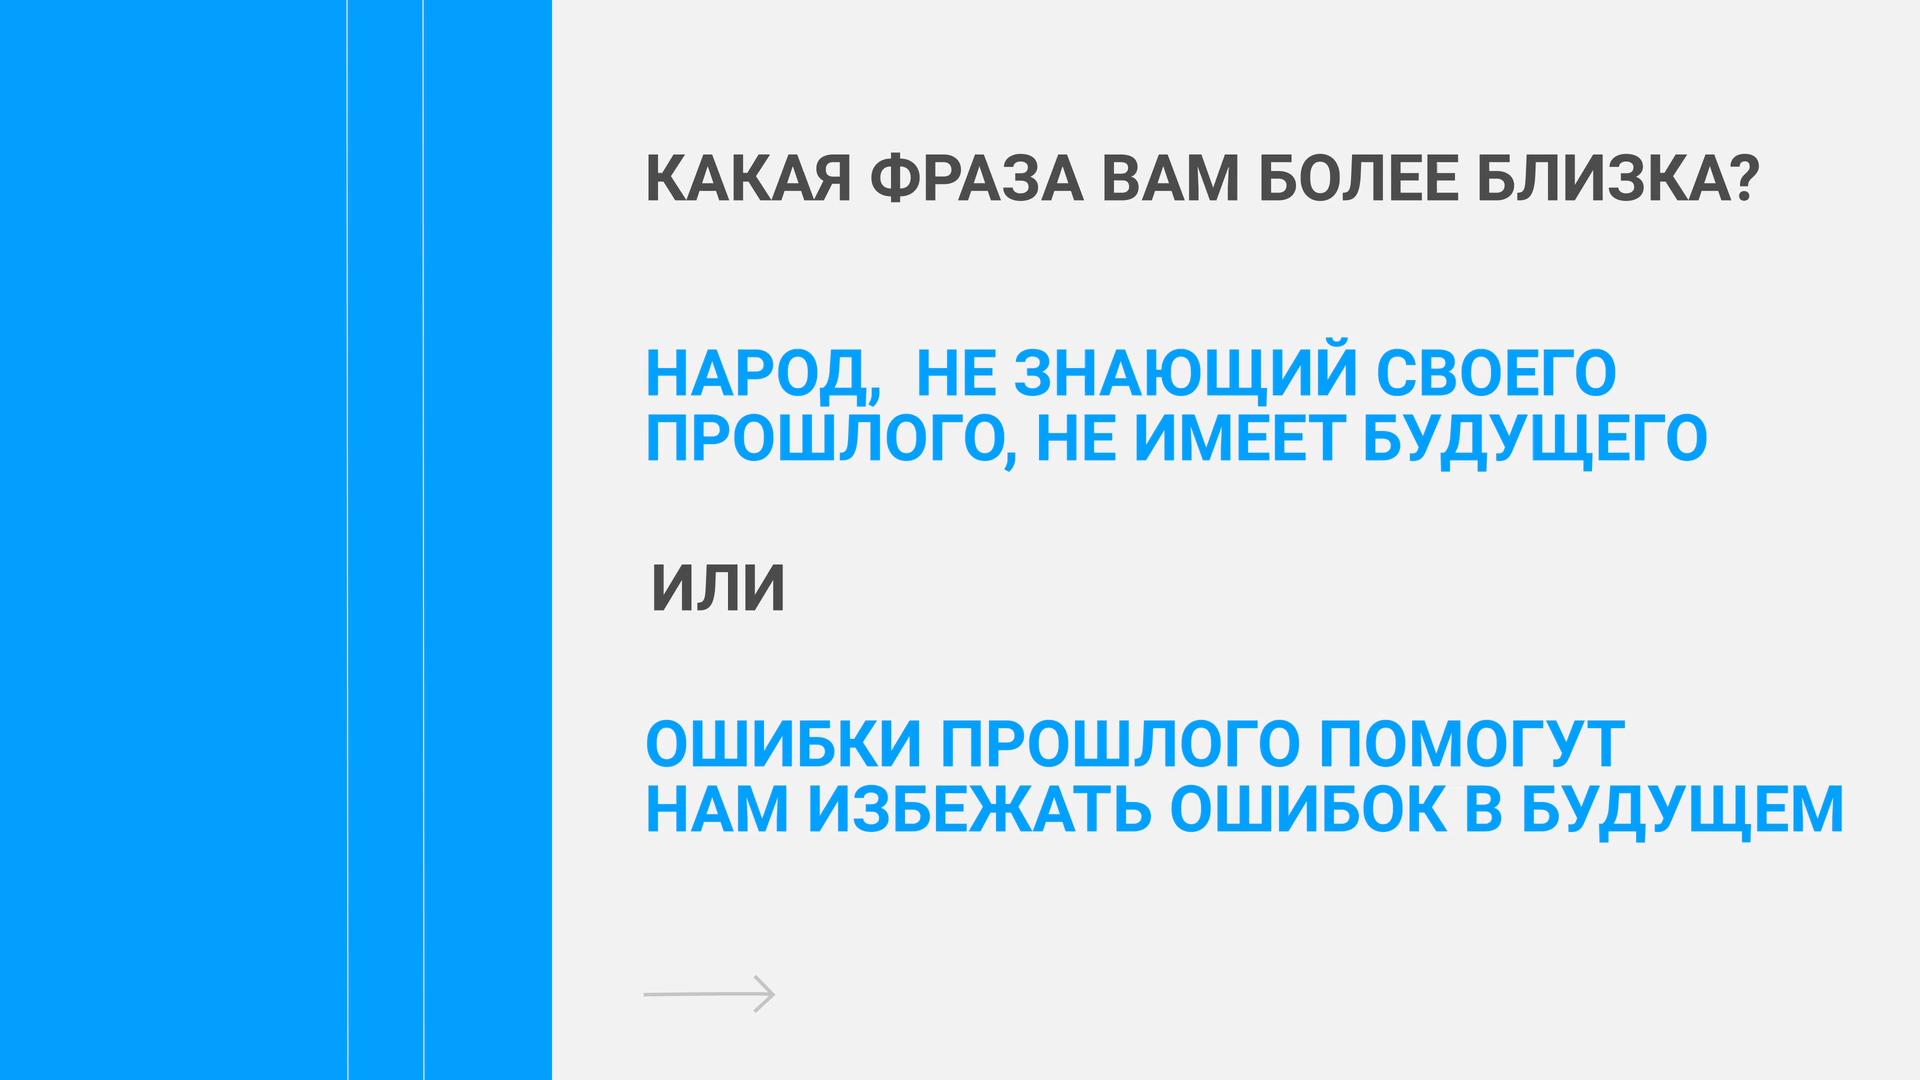 КАКАЯ ФРАЗА ВАМ БОЛЕЕ БЛИЗКА?
НАРОД,  НЕ ЗНАЮЩИЙ СВОЕГО
ПРОШЛОГО, НЕ ИМЕЕТ БУДУЩЕГО
ИЛИ
ОШИБКИ ПРОШЛОГО ПОМОГУТ
НАМ ИЗБЕЖАТЬ ОШИБОК В БУДУЩЕМ